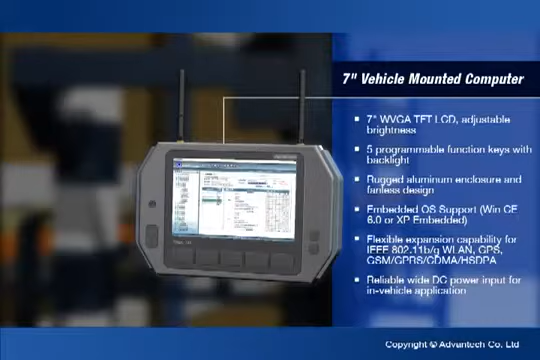 7" Vehicle Mounted Computer
7" WVGA TFT LCD, adjustable
brightness
5 programmable function keys with
backlight
Rugged aluminum enclosure and
fanless design
Embedded OS Support (Win CE
6.0 or XP Embedded)
Flexible expansion capability for
IEEE 802.11b/g WLAN, GPS,
GSM/GPRS/CDMA/HSDPA
Reliable wide DC power input for
in-vehicle application
Copyright © Advantech Co. Ltd